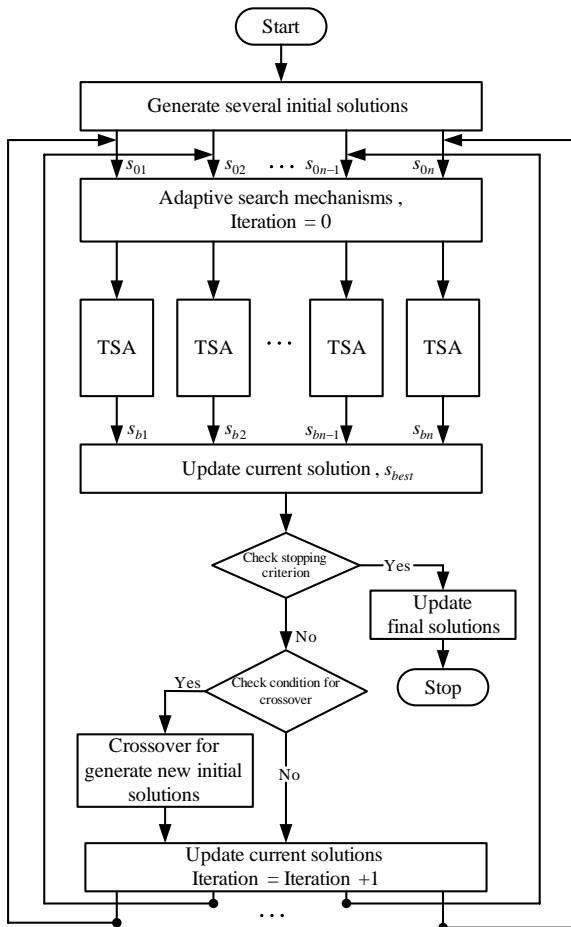 Start
Generate several initial solutions
s01 s02 ... s0n−1 s0n
Adaptive search mechanisms ,
Iteration = 0
TSA TSA ... TSA TSA
sb1 sb2 sbn−1 sbn
Update current solution , sbest
Check stopping
criterion
Yes
Update
final solutions
No
Stop
Check condition for
crossover
Yes
Crossover for
generate new initial
solutions
No
Update current solutions
Iteration = Iteration +1
...